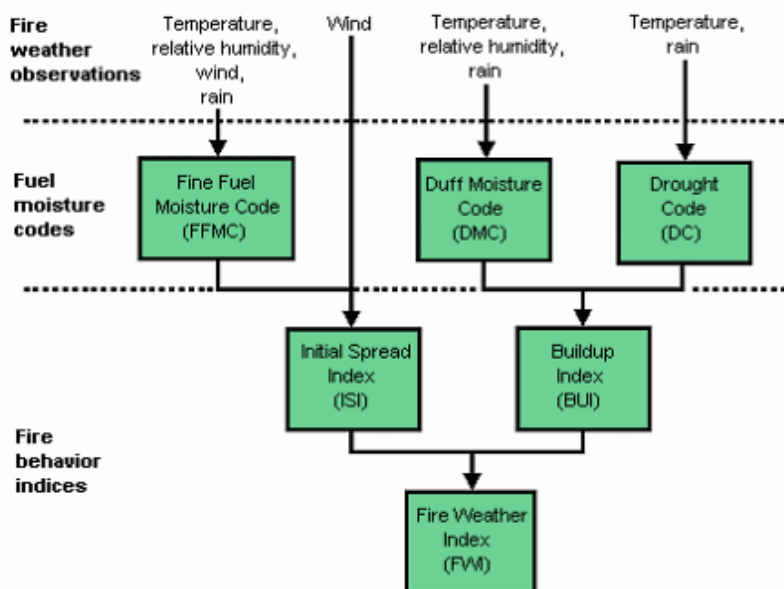 Fire
weather
observations
Temperature,
relative humidity,
wind,
rain
Wind
Temperature,
relative humidity,
rain
Temperature,
rain
Fuel
moisture
codes
Fine Fuel
Moisture Code
(FFMC)
Duff Moisture
Code
(DMC)
Drought
Code
(DC)
Fire
behavior
indices
Initial Spread
Index
(ISI)
Buildup
Index
(BUI)
Fire Weather
Index
(FWI)